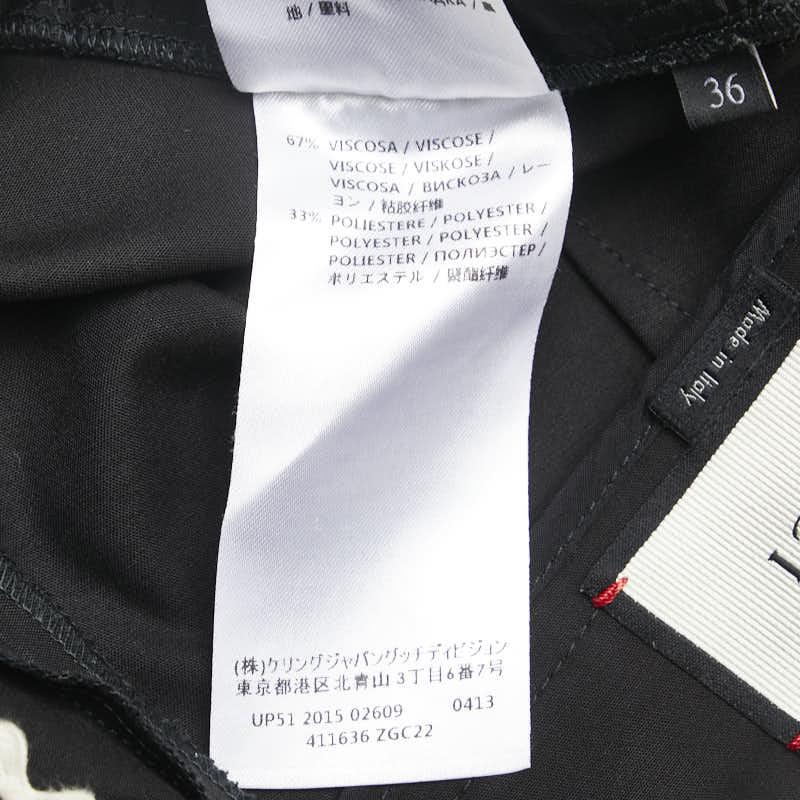 地 / 里料
36
67% VISCOSA / VISCOSE /
VISCOSE / VISKOSE /
VISCOSA / ВИСКОЗА / レー
ヨン / 粘胶纤维
33% POLIESTERE / POLYESTER /
POLYESTER / POLYESTER /
POLIESTER / ПОЛИЭСТЕР /
ポリエステル / 聚酯纤维
Made in Italy
(株)ケリングジャパングッチディビジョン
東京都港区北青山3丁目6番7号
UP51 2015 02609 0413
411636 ZGC22